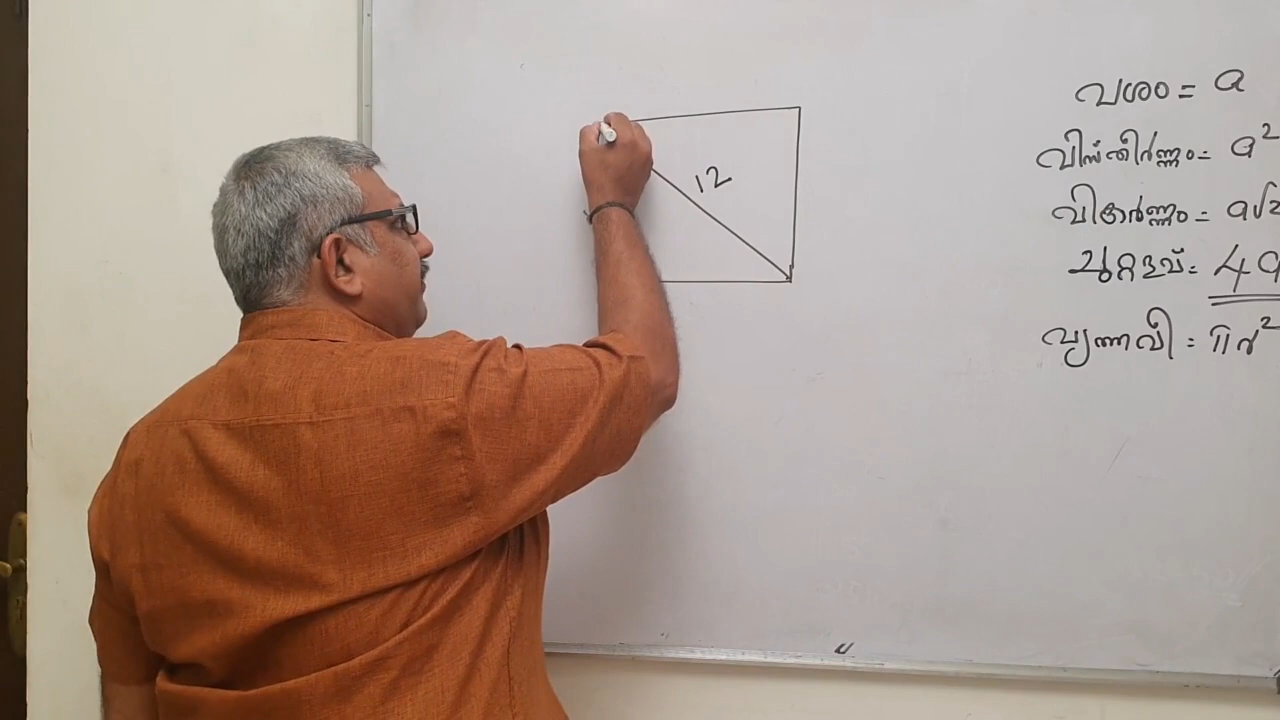 12
വശം = a
വിസ്തീർണ്ണം = a²
വികർണ്ണം = a√2
ചുറ്റളവ് = 4a
വൃത്തവി = πr²